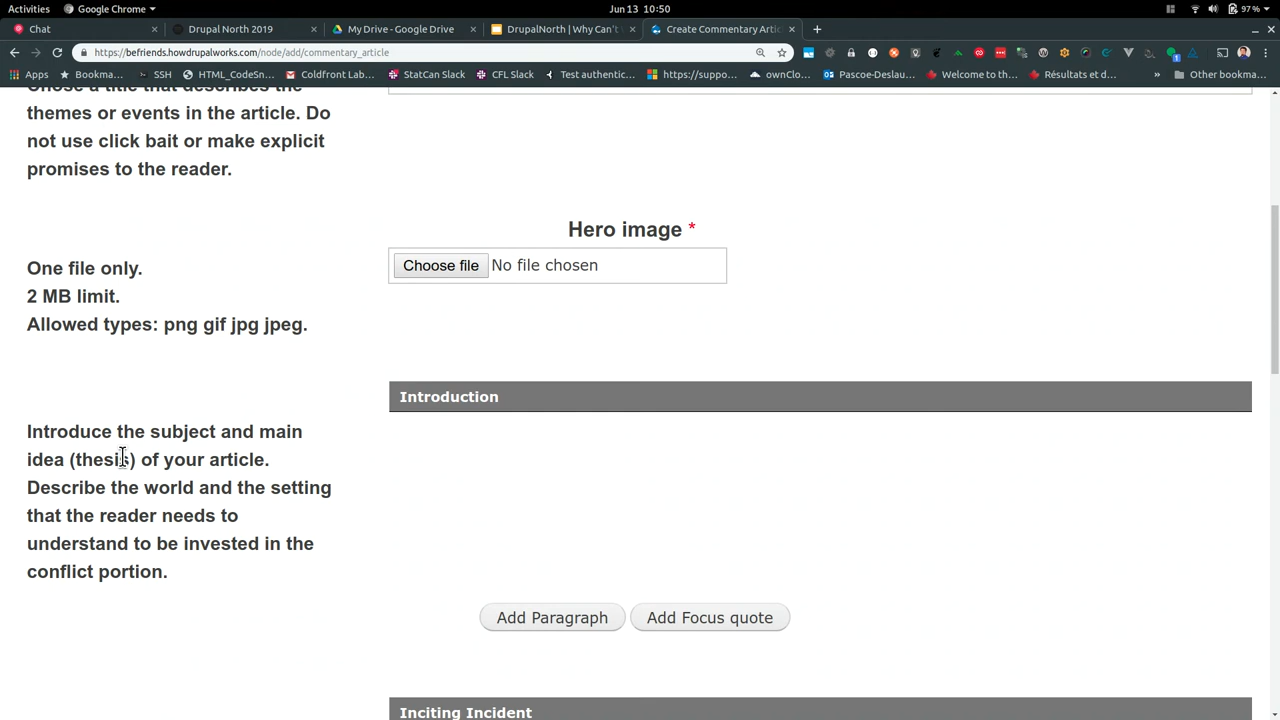 Activities Google Chrome Jun 13 10:50 97%
Chat Drupal North 2019 My Drive - Google Drive DrupalNorth | Why Can't Create Commentary Artic
https://befriends.howdrupalworks.com/node/add/commentary_article
Apps Bookma... SSH HTML_CodeSn... Coldfront Lab... StatCan Slack CFL Slack Test authentic... https://suppo... ownClo... Pascoe-Deslau... Welcome to th... Résultats et d... » Other bookma...
Chose a title that describes the
themes or events in the article. Do
not use click bait or make explicit
promises to the reader.
Hero image *
Choose file No file chosen
One file only.
2 MB limit.
Allowed types: png gif jpg jpeg.
Introduction
Introduce the subject and main
idea (thesis) of your article.
Describe the world and the setting
that the reader needs to
understand to be invested in the
conflict portion.
Add Paragraph Add Focus quote
Inciting Incident